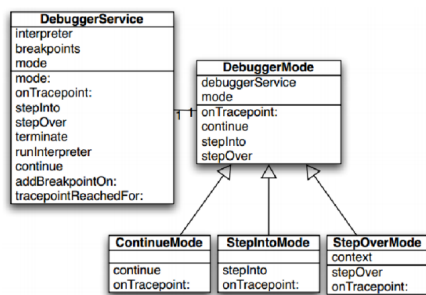 DebuggerService
interpreter
breakpoints
mode
mode:
onTracepoint:
stepInto
stepOver
terminate
runInterpreter
continue
addBreakpointOn:
tracepointReachedFor:
1
1
DebuggerMode
debuggerService
mode
onTracepoint:
continue
stepInto
stepOver
ContinueMode
continue
onTracepoint:
StepIntoMode
stepInto
onTracepoint:
StepOverMode
context
stepOver
onTracepoint: